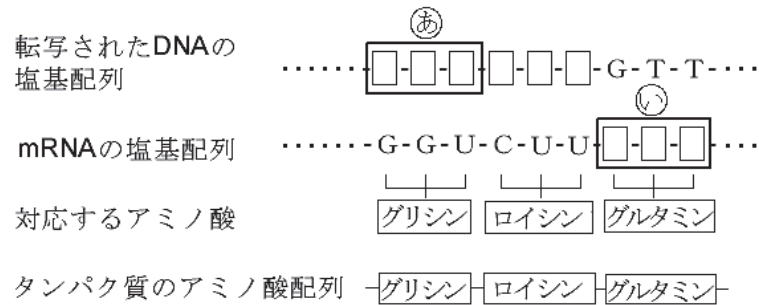 あ
転写されたDNAの
塩基配列
‥‥‥-□-□-□-□-□-□-G-T-T-‥‥
い
mRNAの塩基配列 ‥‥‥-G-G-U-C-U-U-□-□-□-‥‥
対応するアミノ酸 グリシン ロイシン グルタミン
タンパク質のアミノ酸配列 -グリシン-ロイシン-グルタミン-